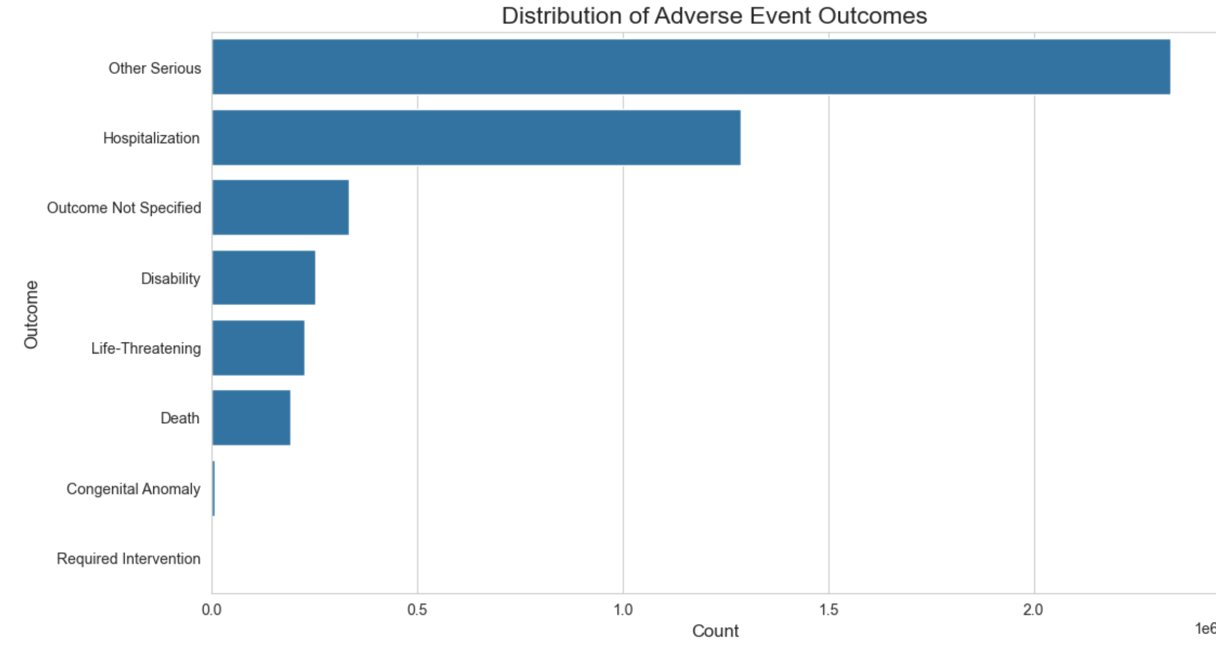 Distribution of Adverse Event Outcomes
Other Serious
Hospitalization
Outcome Not Specified
Disability
Life-Threatening
Death
Congenital Anomaly
Required Intervention
Outcome
0.0 0.5 1.0 1.5 2.0
Count
1e6